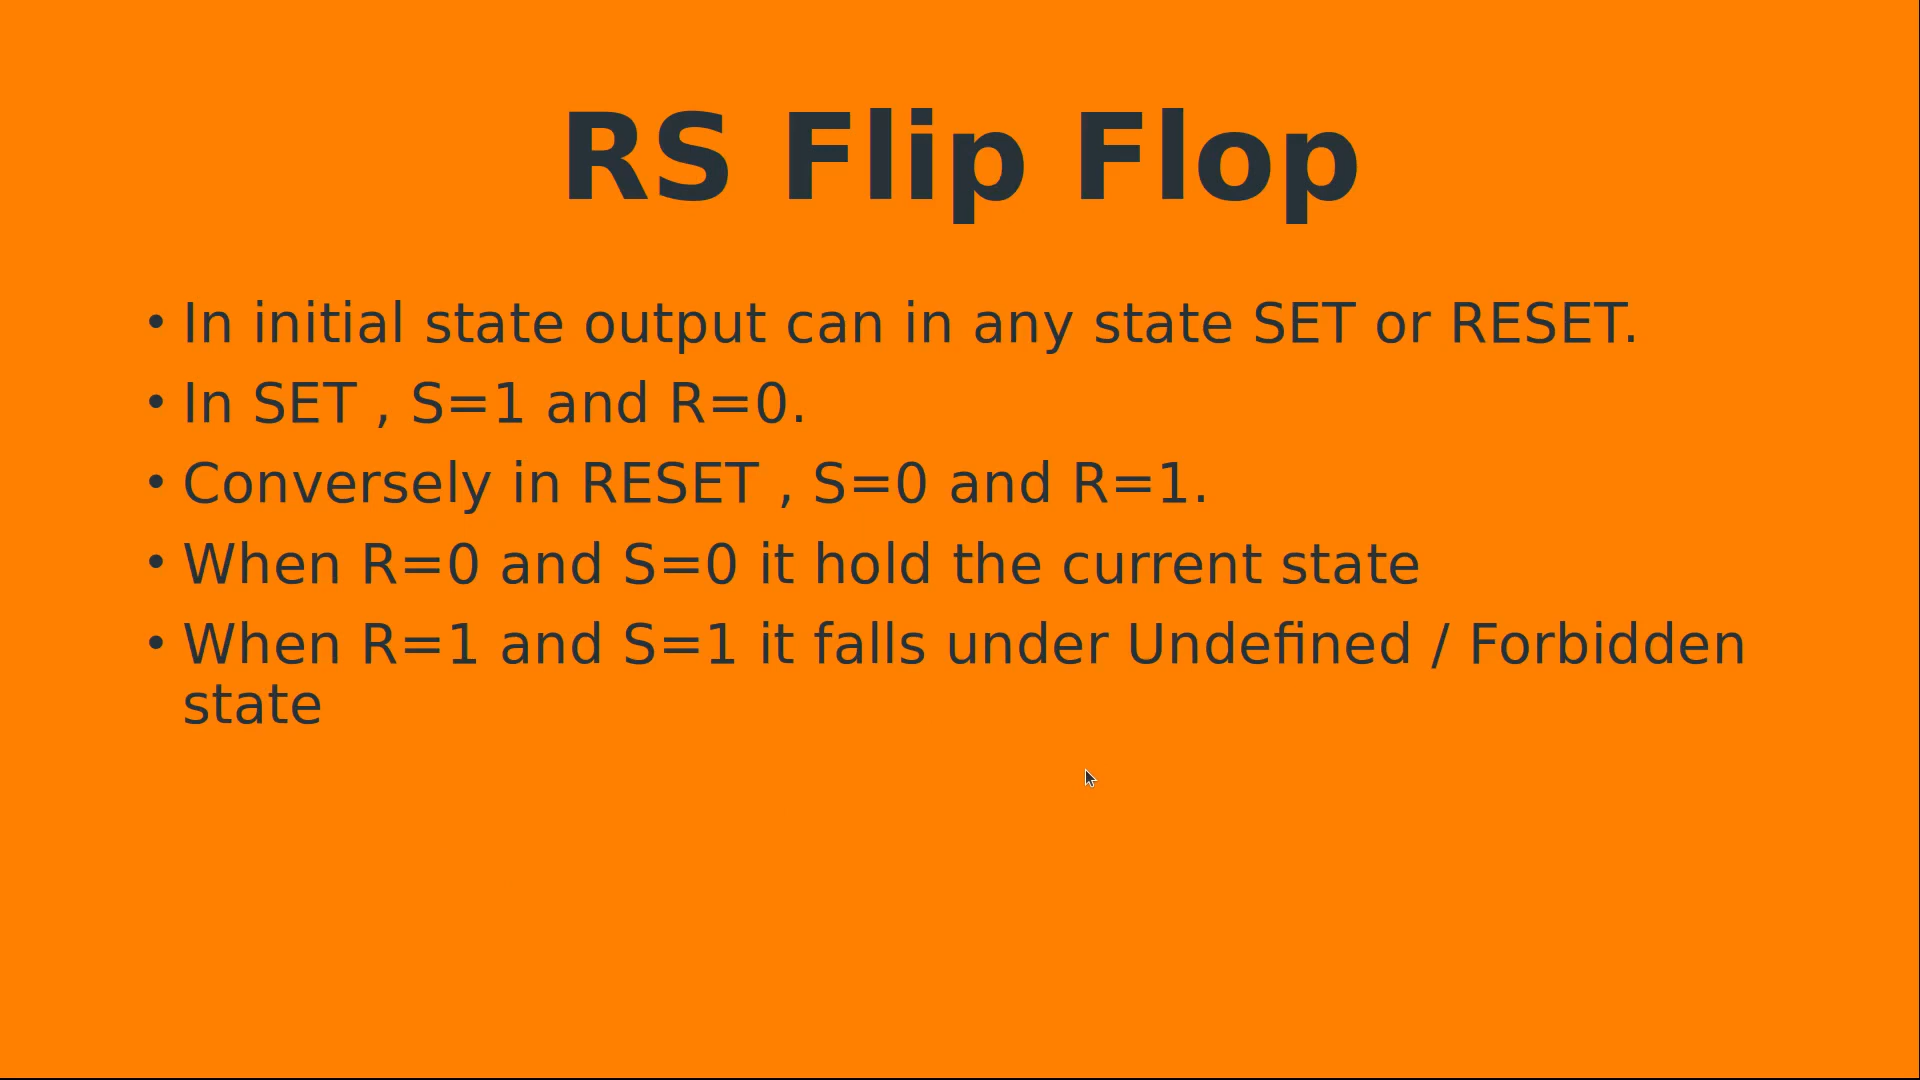 RS Flip Flop
• In initial state output can in any state SET or RESET.
• In SET , S=1 and R=0.
• Conversely in RESET , S=0 and R=1.
• When R=0 and S=0 it hold the current state
• When R=1 and S=1 it falls under Undefined / Forbidden
state